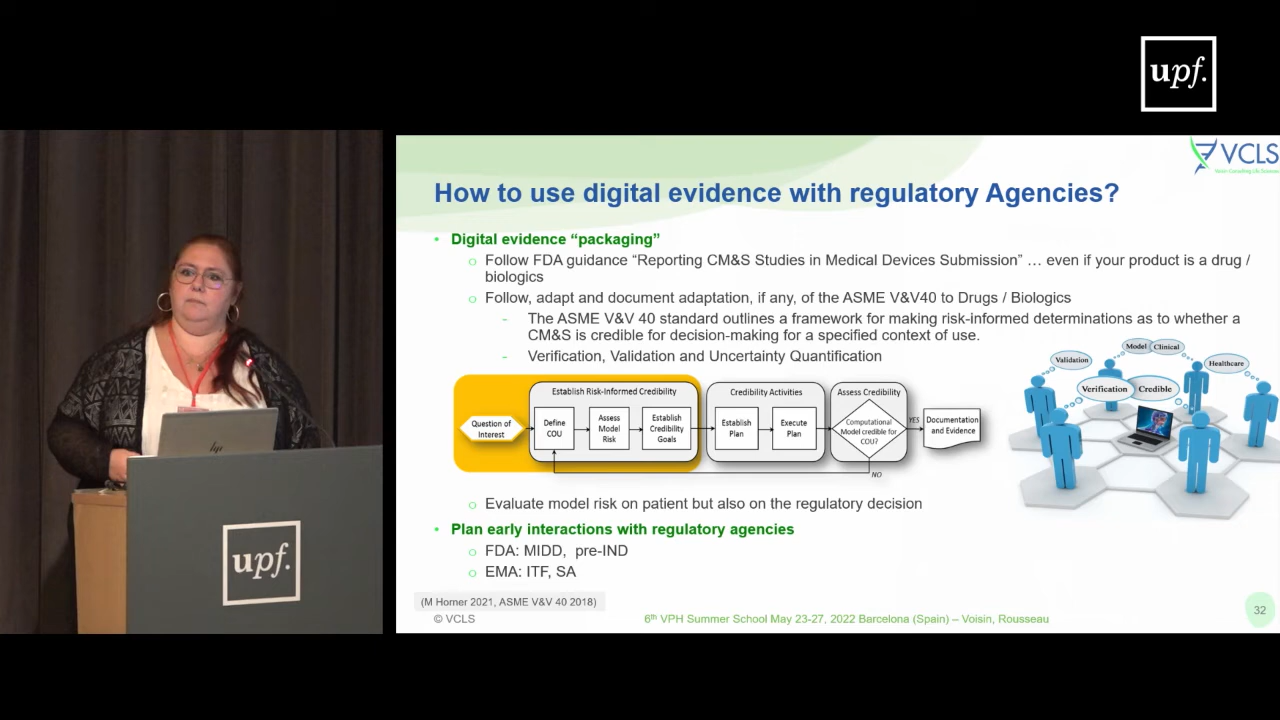 upf.
VCLS
How to use digital evidence with regulatory Agencies?
• Digital evidence “packaging”
o Follow FDA guidance “Reporting CM&S Studies in Medical Devices Submission” … even if your product is a drug /
biologics
o Follow, adapt and document adaptation, if any, of the ASME V&V40 to Drugs / Biologics
- The ASME V&V 40 standard outlines a framework for making risk-informed determinations as to whether a
CM&S is credible for decision-making for a specified context of use.
- Verification, Validation and Uncertainty Quantification
Model
Clinical
Validation
Healthcare
Verification
Credible
Establish Risk-Informed Credibility
Credibility Activities
Assess Credibility
Question of
Interest
Define
COU
Assess
Model
Risk
Establish
Credibility
Goals
Establish
Plan
Execute
Plan
Computational
Model credible for
COU?
YES
Documentation
and Evidence
NO
o Evaluate model risk on patient but also on the regulatory decision
• Plan early interactions with regulatory agencies
o FDA: MIDD, pre-IND
o EMA: ITF, SA
(M Horner 2021, ASME V&V 40 2018)
© VCLS
6th VPH Summer School May 23-27, 2022 Barcelona (Spain) – Voisin, Rousseau
32
hp
upf.